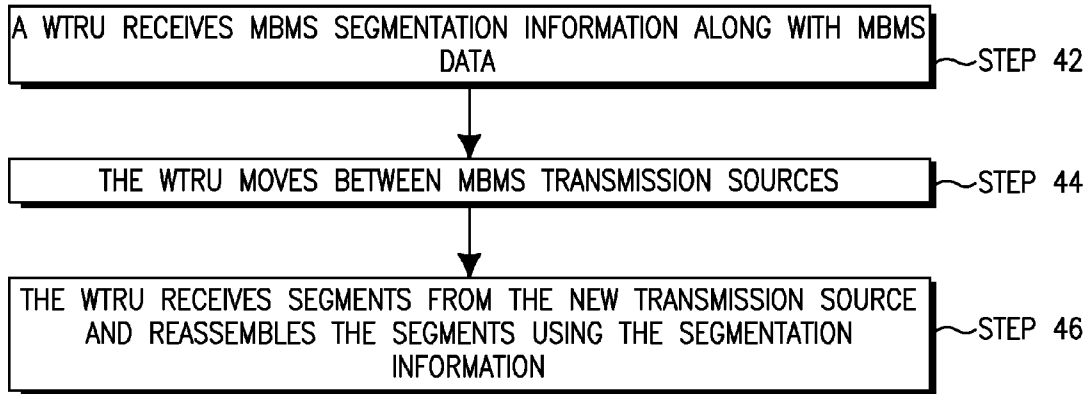 A WTRU RECEIVES MBMS SEGMENTATION INFORMATION ALONG WITH MBMS
DATA
STEP 42
THE WTRU MOVES BETWEEN MBMS TRANSMISSION SOURCES
STEP 44
THE WTRU RECEIVES SEGMENTS FROM THE NEW TRANSMISSION SOURCE
AND REASSEMBLES THE SEGMENTS USING THE SEGMENTATION
INFORMATION
STEP 46